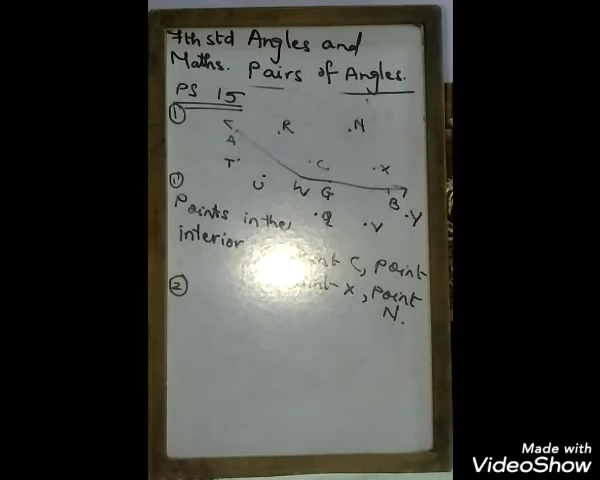 7th std Angles and
Maths. Pairs of Angles.
PS 15
①
R N
A
T C X
U W G
B
Y
Q V
①
Points in the
interior
point C, point
point X, point
N.
②
Made with
VideoShow